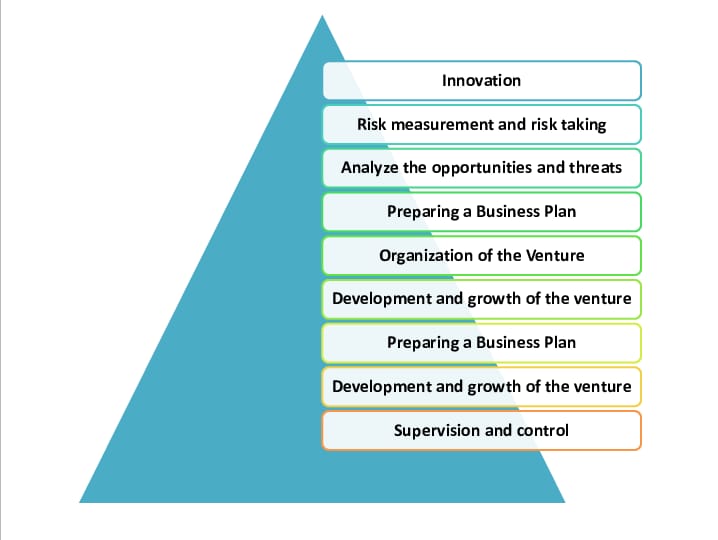 Innovation
Risk measurement and risk taking
Analyze the opportunities and threats
Preparing a Business Plan
Organization of the Venture
Development and growth of the venture
Preparing a Business Plan
Development and growth of the venture
Supervision and control